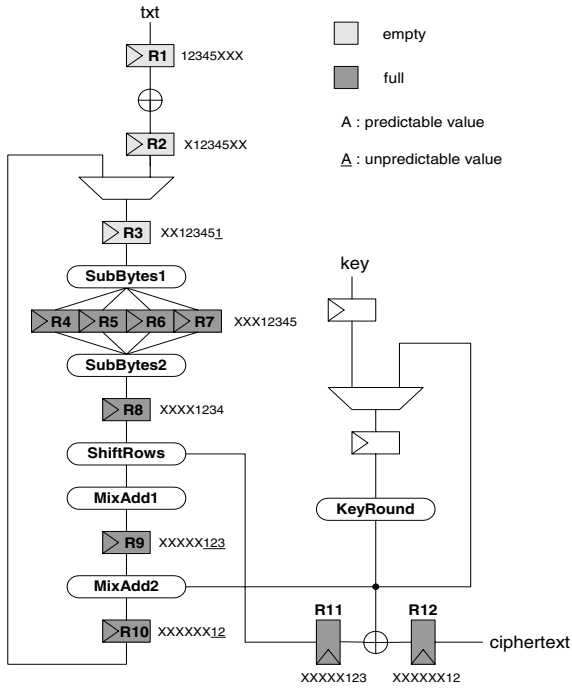 txt
R1 12345XXX
R2 X12345XX
R3 XX123451
SubBytes1
R4 R5 R6 R7 XXX12345
SubBytes2
R8 XXXX1234
ShiftRows
MixAdd1
R9 XXXXX123
MixAdd2
R10 XXXXXX12
empty
full
A : predictable value
A : unpredictable value
key
KeyRound
R11 R12
ciphertext
XXXXX123 XXXXXX12